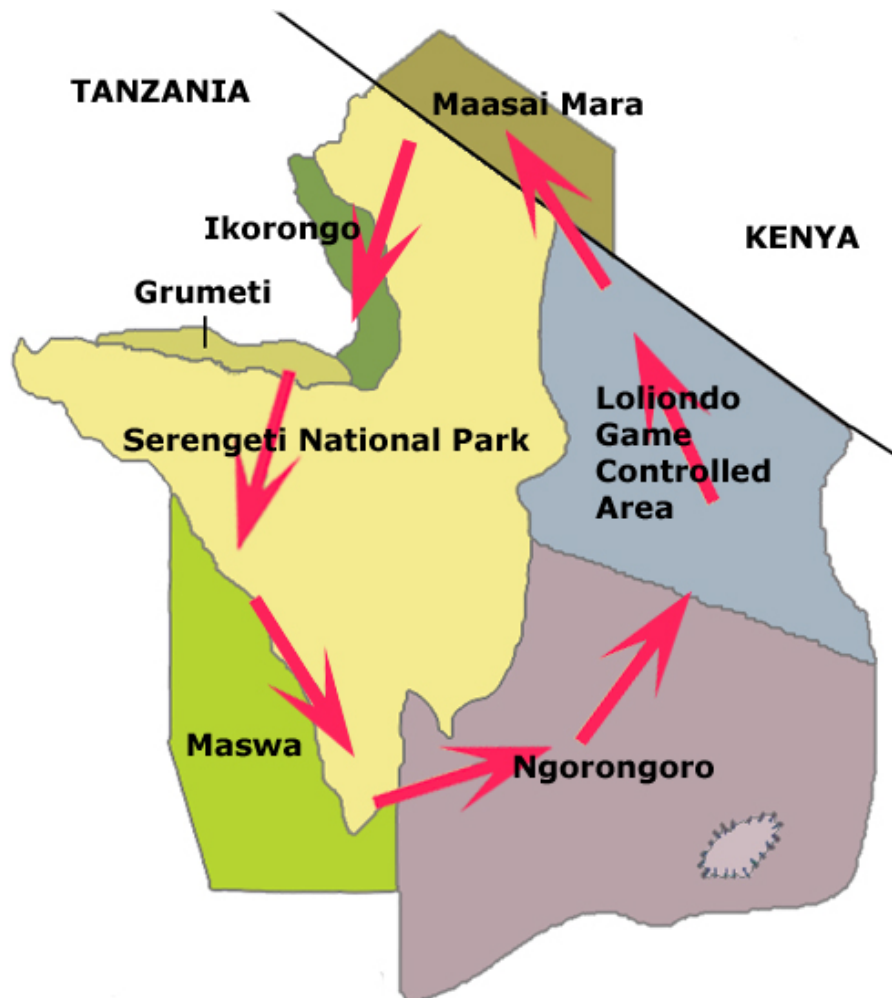 TANZANIA
Maasai Mara
Ikorongo
KENYA
Grumeti
Loliondo
Game
Controlled
Area
Serengeti National Park
Maswa
Ngorongoro